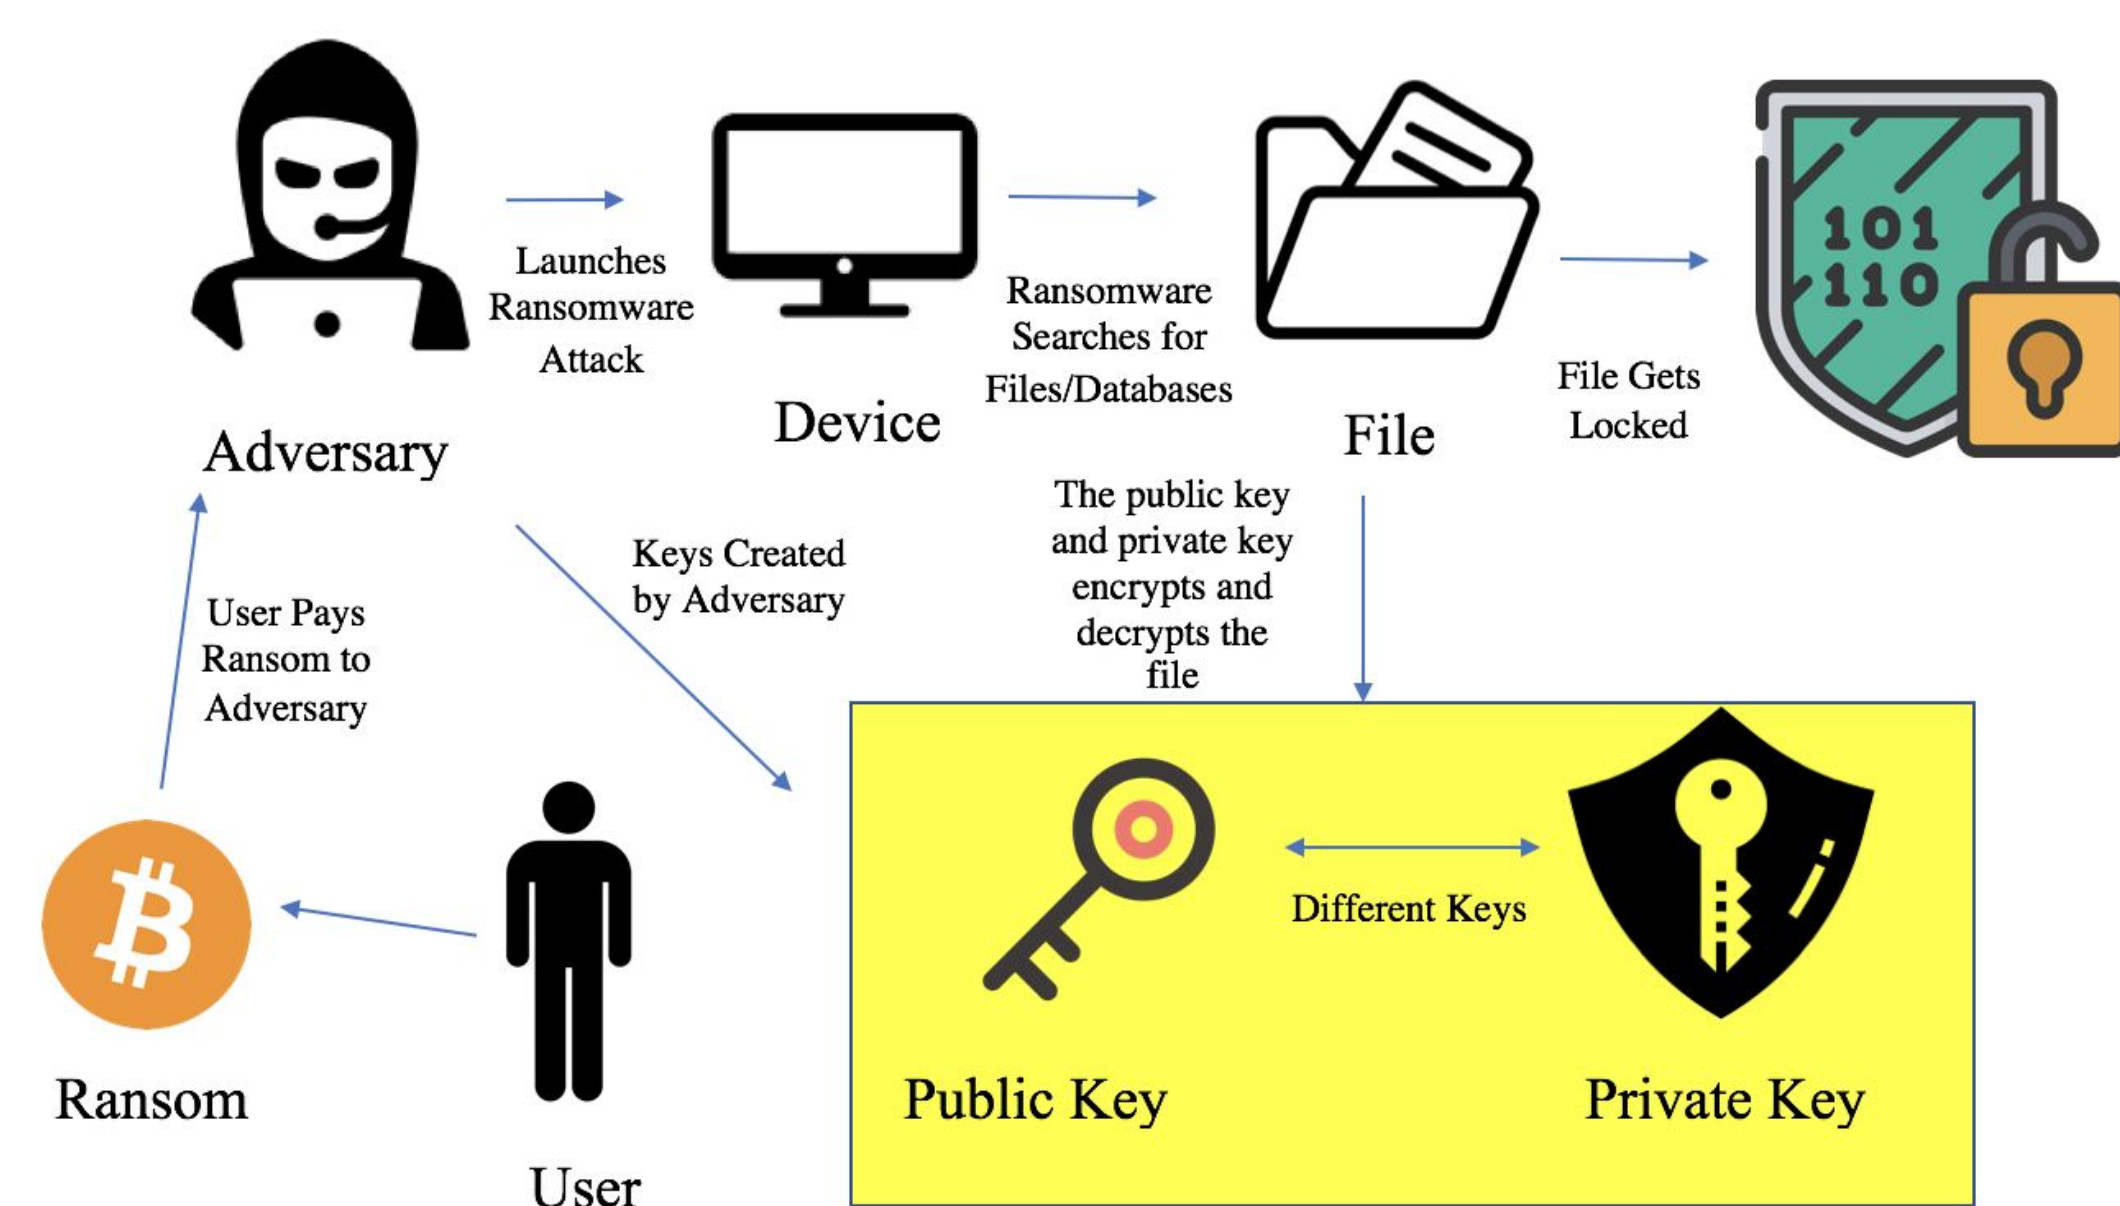 Launches
Ransomware
Attack
Ransomware
Searches for
Files/Databases
File Gets
Locked
101
110
Adversary
Device
File
The public key
and private key
encrypts and
decrypts the
file
Keys Created
by Adversary
User Pays
Ransom to
Adversary
Different Keys
Ransom
User
Public Key
Private Key